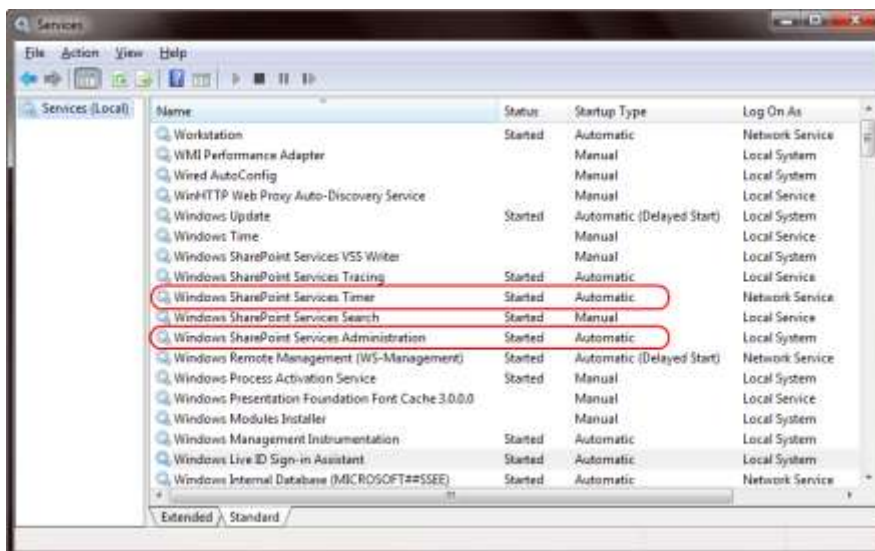 Services
File Action View Help
Services (Local)
Name Status Startup Type Log On As
Workstation Started Automatic Network Service
WMI Performance Adapter Manual Local System
Wired AutoConfig Manual Local System
WinHTTP Web Proxy Auto-Discovery Service Manual Local Service
Windows Update Started Automatic (Delayed Start) Local System
Windows Time Manual Local Service
Windows SharePoint Services VSS Writer Manual Local System
Windows SharePoint Services Tracing Started Automatic Local Service
Windows SharePoint Services Timer Started Automatic Network Service
Windows SharePoint Services Search Started Manual Local Service
Windows SharePoint Services Administration Started Automatic Local System
Windows Remote Management (WS-Management) Started Automatic (Delayed Start) Network Service
Windows Process Activation Service Started Manual Local System
Windows Presentation Foundation Font Cache 3.0.0.0 Manual Local Service
Windows Modules Installer Manual Local System
Windows Management Instrumentation Started Automatic Local System
Windows Live ID Sign-in Assistant Started Automatic Local System
Windows Internal Database (MICROSOFT##SSEE) Started Automatic Network Service
Extended Standard